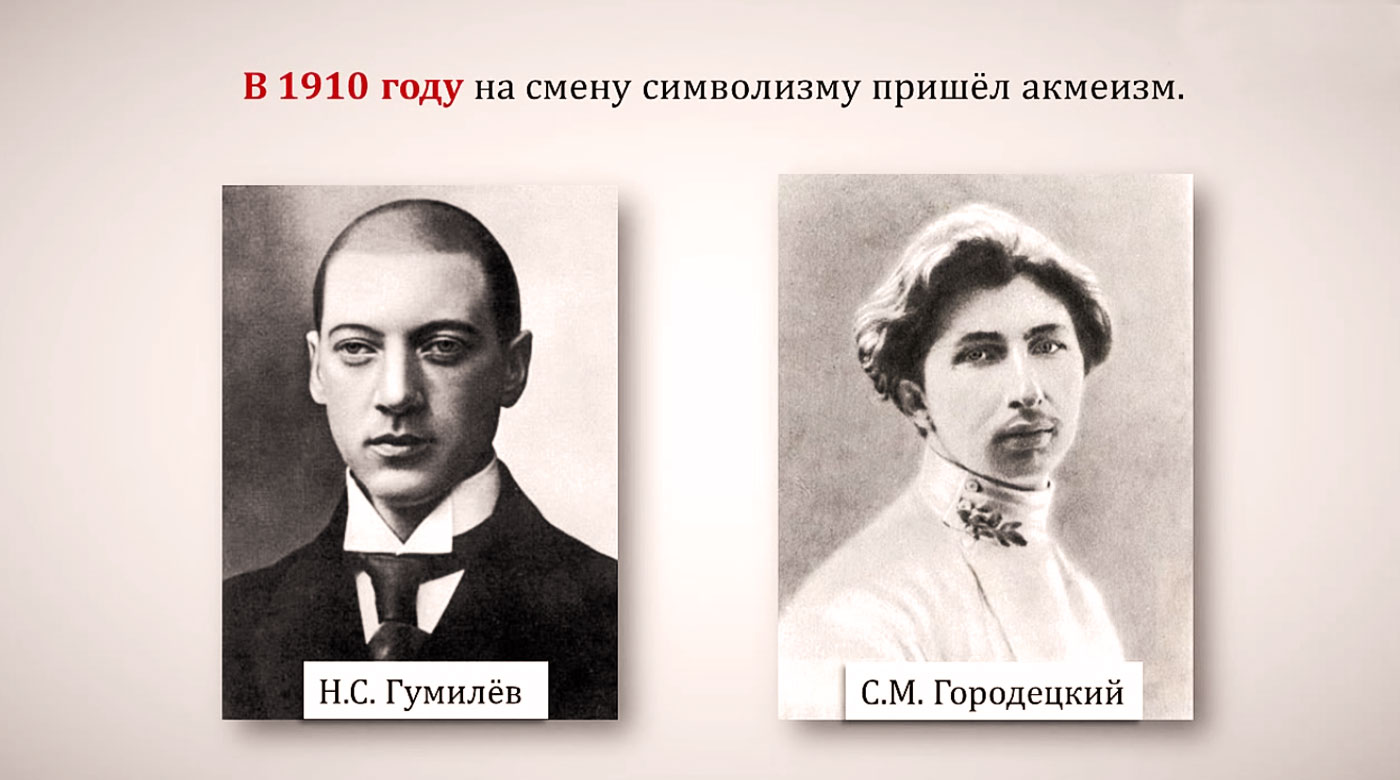 В 1910 году на смену символизму пришёл акмеизм.
Н.С. Гумилёв
С.М. Городецкий